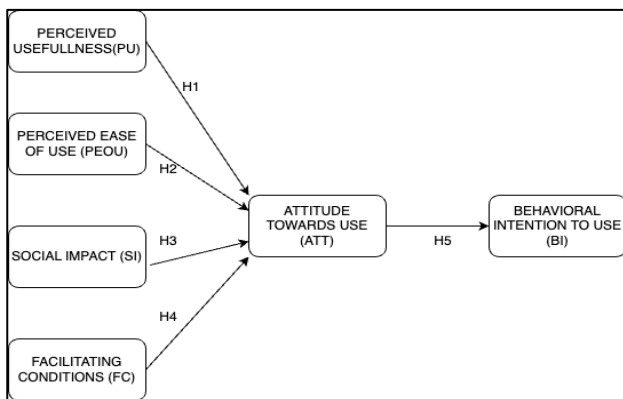 PERCEIVED
USEFULLNESS(PU)
H1
PERCEIVED EASE
OF USE (PEOU)
H2
ATTITUDE
TOWARDS USE
(ATT)
BEHAVIORAL
INTENTION TO USE
(BI)
H3
H5
SOCIAL IMPACT (SI)
H4
FACILITATING
CONDITIONS (FC)